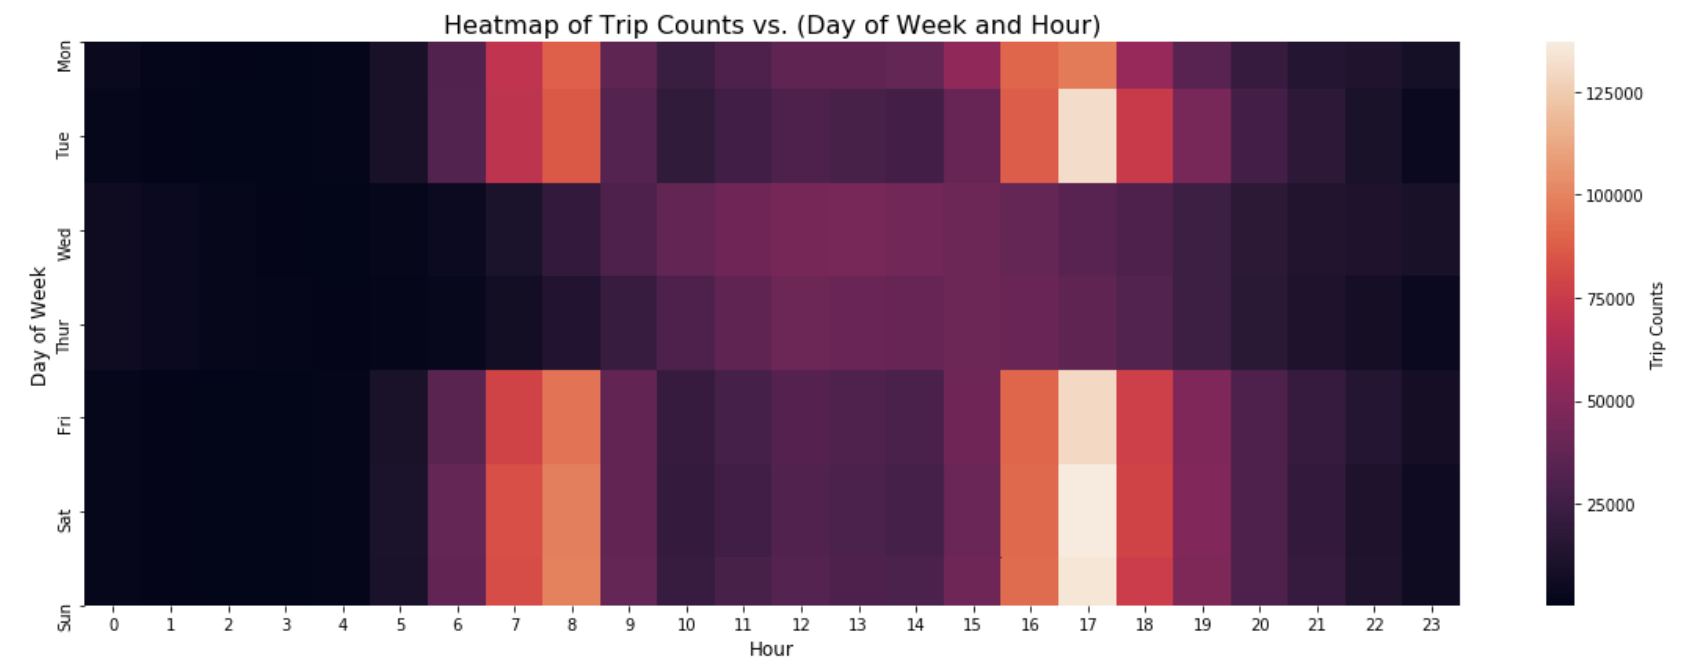 Heatmap of Trip Counts vs. (Day of Week and Hour)
Mon
Tue
Wed
Thur
Fri
Sat
Sun
Day of Week
0 1 2 3 4 5 6 7 8 9 10 11 12 13 14 15 16 17 18 19 20 21 22 23
Hour
125000
100000
75000
50000
25000
Trip Counts